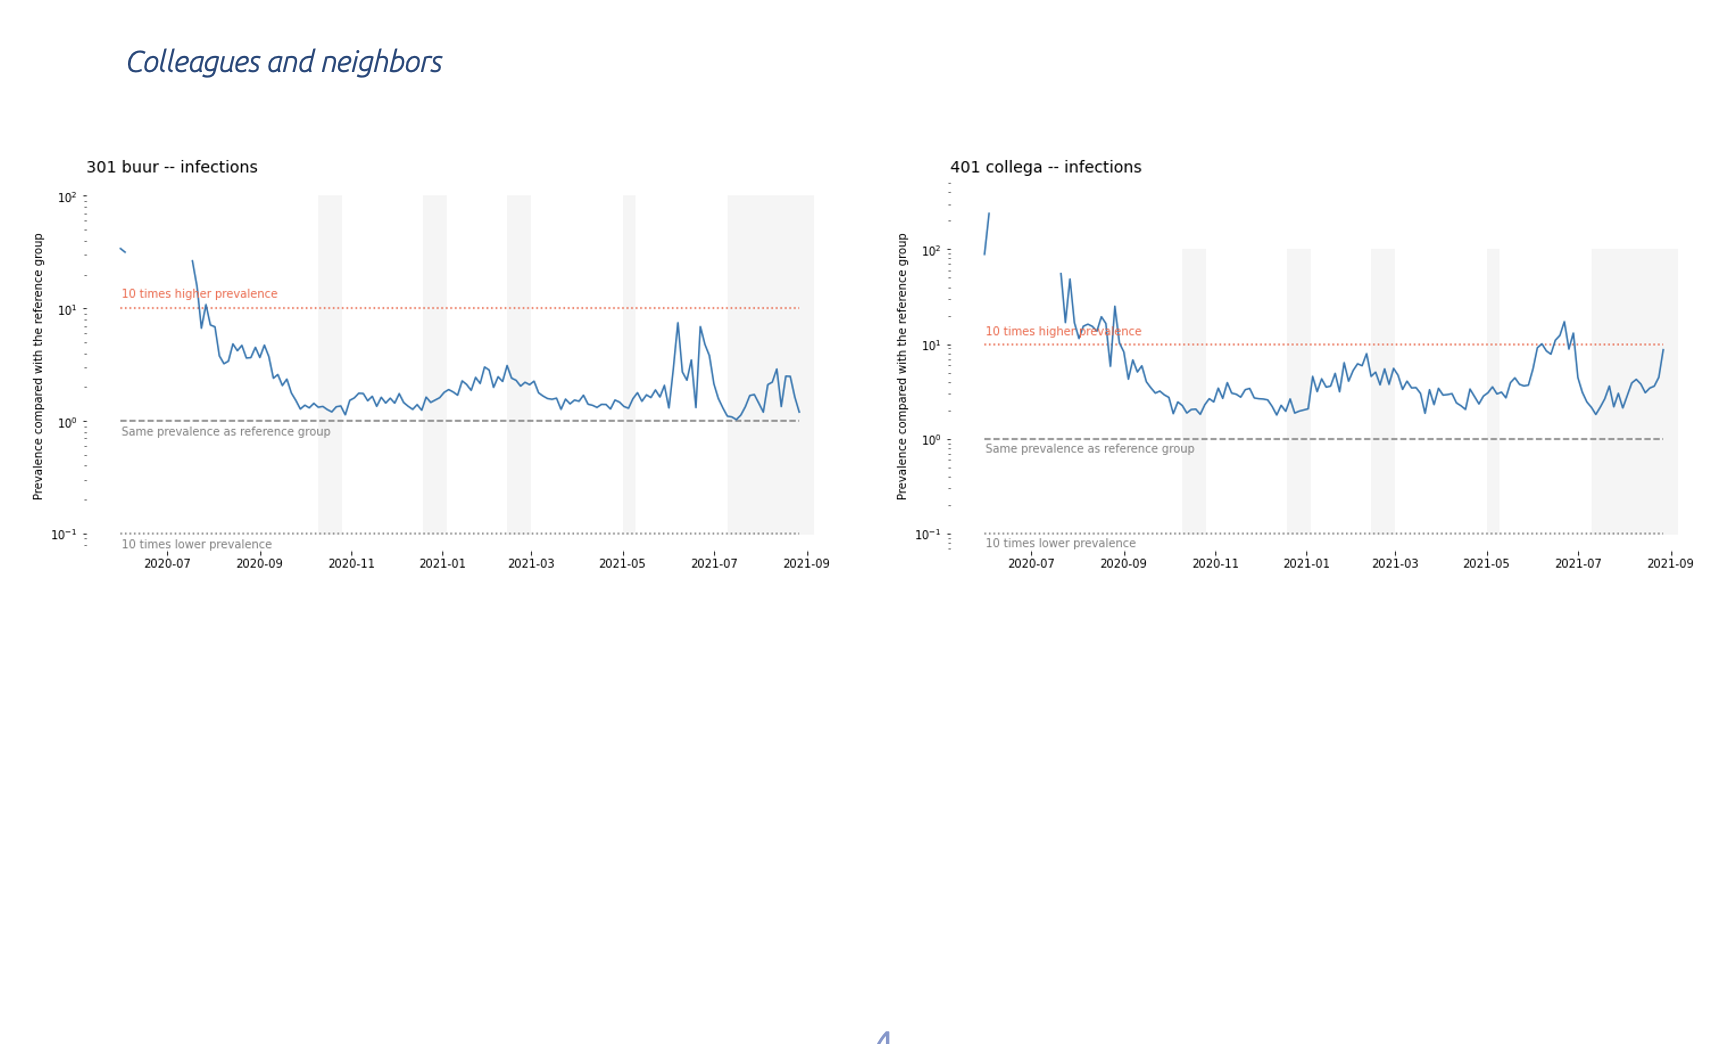 Colleagues and neighbors
301 buur -- infections
Prevalence compared with the reference group
10²
10¹
10⁰
10⁻¹
10 times higher prevalence
Same prevalence as reference group
10 times lower prevalence
2020-07 2020-09 2020-11 2021-01 2021-03 2021-05 2021-07 2021-09
401 collega -- infections
Prevalence compared with the reference group
10²
10¹
10⁰
10⁻¹
10 times higher prevalence
Same prevalence as reference group
10 times lower prevalence
2020-07 2020-09 2020-11 2021-01 2021-03 2021-05 2021-07 2021-09
4